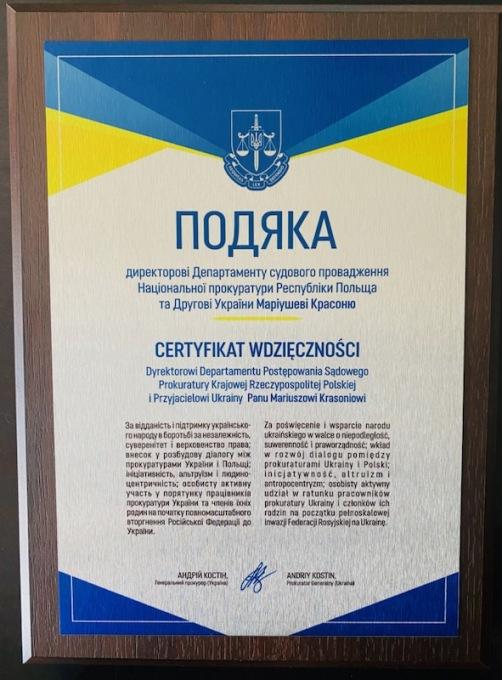 ПОДЯКА
директорові Департаменту судового провадження
Національної прокуратури Республіки Польща
та Другові України Маріушеві Красоню
CERTYFIKAT WDZIĘCZNOŚCI
Dyrektorowi Departamentu Postępowania Sądowego
Prokuratury Krajowej Rzeczypospolitej Polskiej
i Przyjacielowi Ukrainy Panu Mariuszowi Krasoniowi
За відданість і підтримку українсько-
го народу в боротьбі за незалежність,
суверенітет і верховенство права;
внесок у розбудову діалогу між
прокуратурами України і Польщі;
ініціативність, альтруїзм і людино-
центричність; особисту активну
участь у порятунку працівників
прокуратури України та членів їхніх
родин на початку повномасштабного
вторгнення Російської Федерації до
України.
Za poświęcenie i wsparcie narodu
ukraińskiego w walce o niepodległość,
suwerenność i praworządność; wkład
w rozwój dialogu pomiędzy
prokuraturami Ukrainy i Polski;
inicjatywność, altruizm i
antropocentryzm; osobisty aktywny
udział w ratunku pracowników
prokuratury Ukrainy i członków ich
rodzin na początku pełnoskalowej
inwazji Federacji Rosyjskiej na Ukrainę.
АНДРІЙ КОСТІН,
Генеральний прокурор (Україна)
ANDRIY KOSTIN,
Prokurator Generalny (Ukraina)